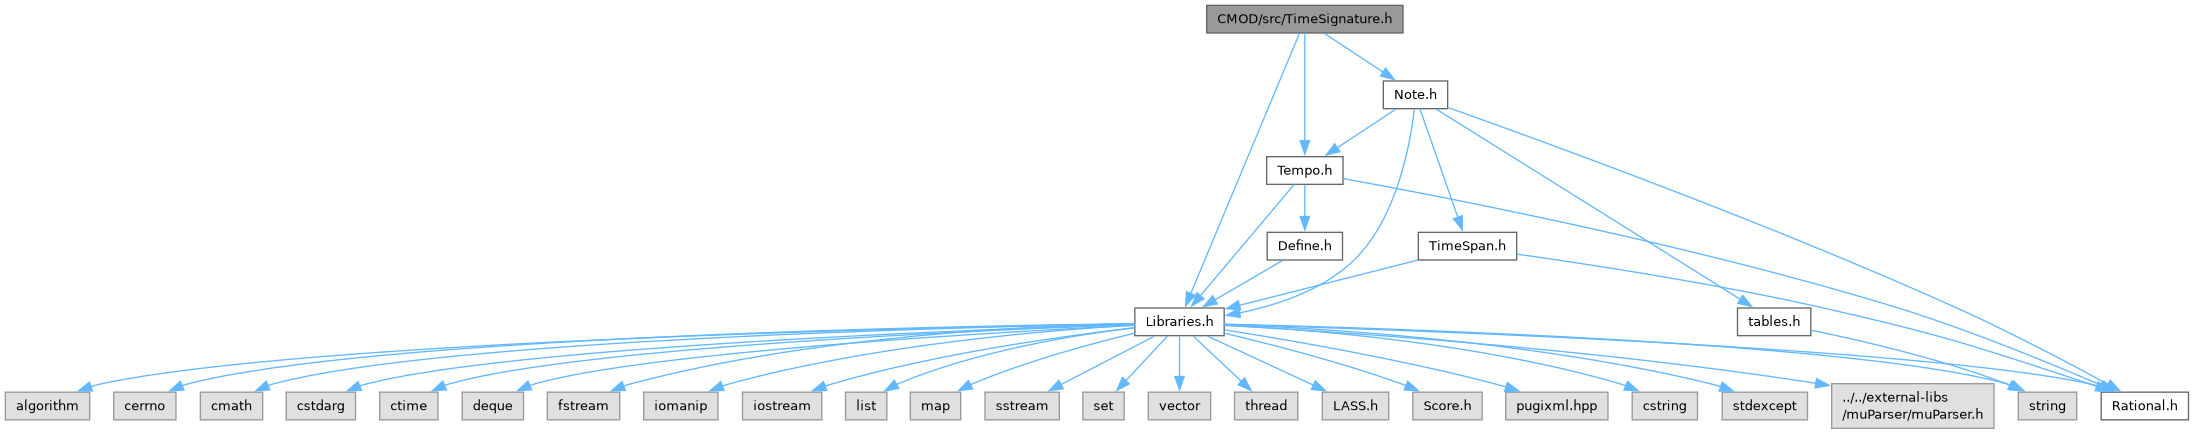 CMOD/src/TimeSignature.h
Note.h
Tempo.h
Define.h
TimeSpan.h
Libraries.h
tables.h
algorithm
cerrno
cmath
cstdarg
ctime
deque
fstream
iomanip
iostream
list
map
sstream
set
vector
thread
LASS.h
Score.h
pugixml.hpp
cstring
stdexcept
../../external-libs
/muParser/muParser.h
string
Rational.h